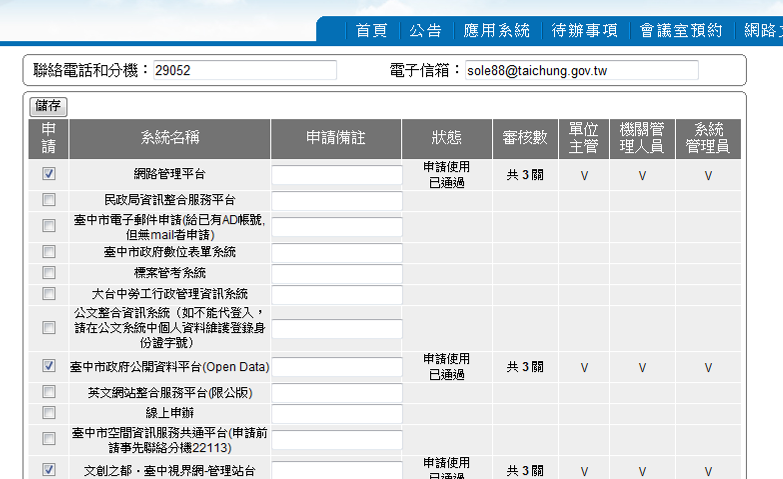 首頁 公告 應用系統 待辦事項 會議室預約 網路
聯絡電話和分機：29052 電子信箱：sole88@taichung.gov.tw
儲存
申請 系統名稱 申請備註 狀態 審核數 單位主管 機關管理人員 系統管理員
網路管理平台 申請使用已通過 共 3 關 V V V
民政局資訊整合服務平台
臺中市電子郵件申請(給已有AD帳號,
但無mail者申請)
臺中市政府數位表單系統
標案管考系統
大台中勞工行政管理資訊系統
公文整合資訊系統（如不能代登入，
請在公文系統中個人資料維護登錄身
份證字號）
臺中市政府公開資料平台(Open Data) 申請使用已通過 共 3 關 V V V
英文網站整合服務平台(限公版)
線上申辦
臺中市空間資訊服務共通平台(申請前
請事先聯絡分機22113)
文創之都‧臺中視界網-管理站台 申請使用已通過 共 3 關 V V V